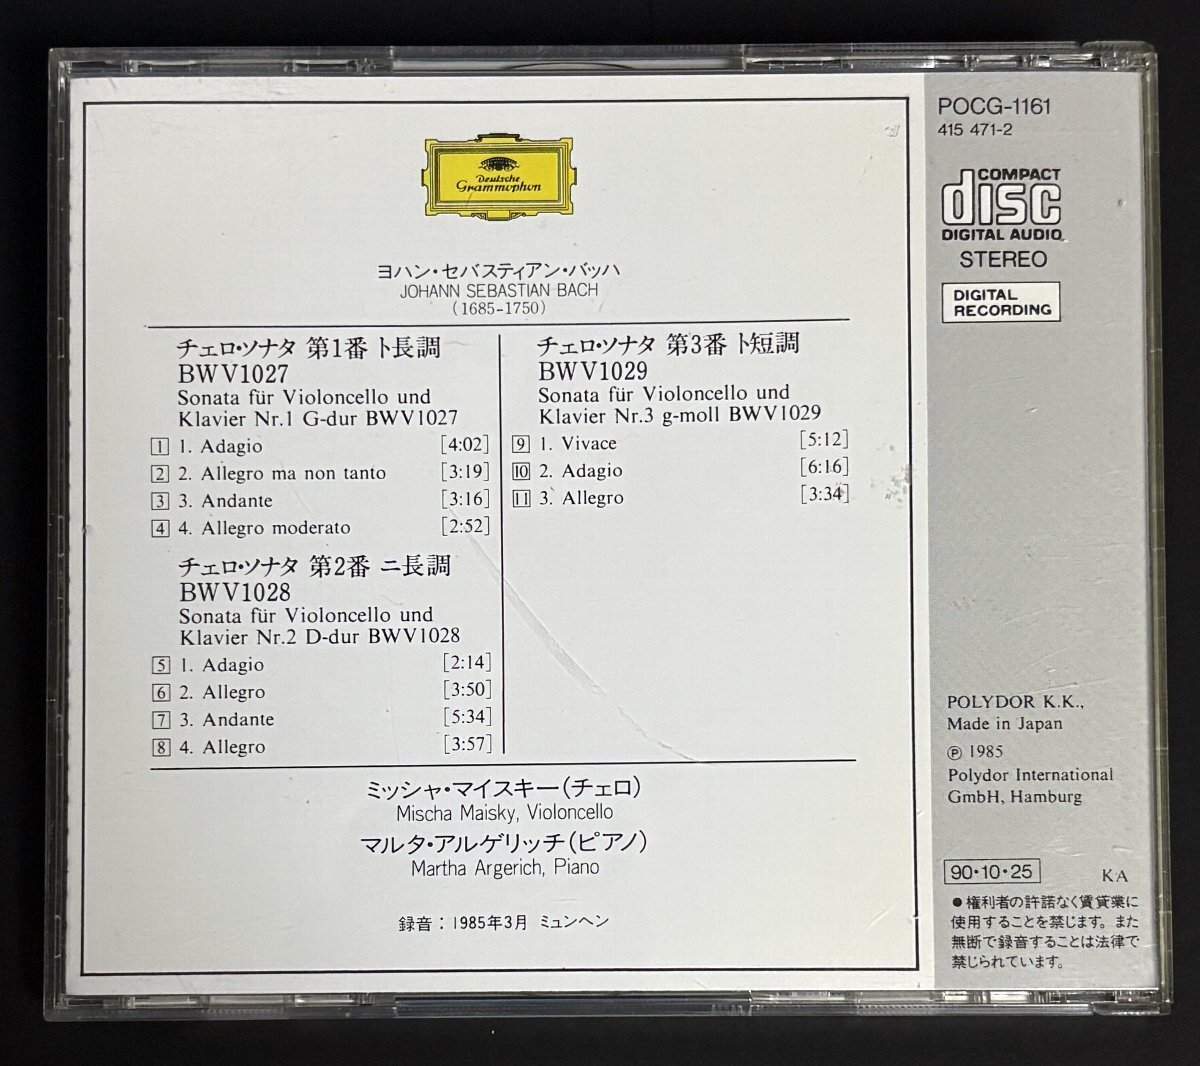 Deutsche
Grammophon
ヨハン・セバスティアン・バッハ
JOHANN SEBASTIAN BACH
(1685-1750)
チェロ・ソナタ 第1番 ト長調
BWV1027
Sonata für Violoncello und
Klavier Nr.1 G-dur BWV1027
1 1. Adagio [4:02]
2 2. Allegro ma non tanto [3:19]
3 3. Andante [3:16]
4 4. Allegro moderato [2:52]
チェロ・ソナタ 第2番 ニ長調
BWV1028
Sonata für Violoncello und
Klavier Nr.2 D-dur BWV1028
5 1. Adagio [2:14]
6 2. Allegro [3:50]
7 3. Andante [5:34]
8 4. Allegro [3:57]
チェロ・ソナタ 第3番 ト短調
BWV1029
Sonata für Violoncello und
Klavier Nr.3 g-moll BWV1029
9 1. Vivace [5:12]
10 2. Adagio [6:16]
11 3. Allegro [3:34]
ミッシャ・マイスキー(チェロ)
Mischa Maisky, Violoncello
マルタ・アルゲリッチ(ピアノ)
Martha Argerich, Piano
録音：1985年3月 ミュンヘン
POCG-1161
415 471-2
COMPACT
disc
DIGITAL AUDIO
STEREO
DIGITAL
RECORDING
POLYDOR K.K.,
Made in Japan
Ⓟ 1985
Polydor International
GmbH, Hamburg
90・10・25 KA
●権利者の許諾なく賃貸業に
使用することを禁じます。また
無断で録音することは法律で
禁じられています。